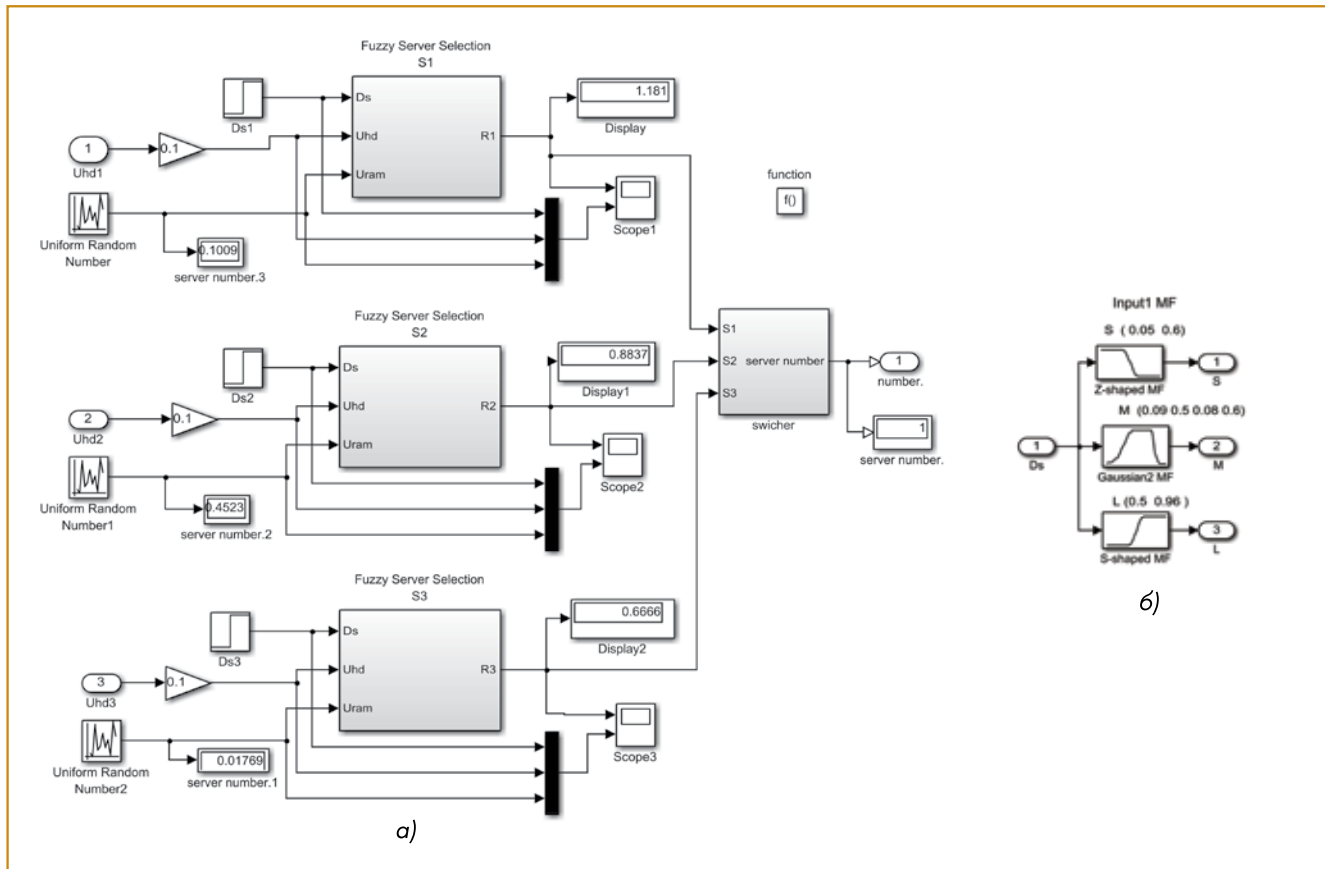 Fuzzy Server Selection
S1
Ds
Uhd
Uram
R1
Ds1
1
Uhd1
0.1
Uniform Random
Number
0.1009
server number.3
1.181
Display
Scope1
function
f()
Fuzzy Server Selection
S2
Ds
Uhd
Uram
R2
Ds2
2
Uhd2
0.1
Uniform Random
Number1
0.4523
server number.2
0.8837
Display1
Scope2
S1
S2
S3
server number
swicher
1
number.
1
server number.
Fuzzy Server Selection
S3
Ds
Uhd
Uram
R3
Ds3
3
Uhd3
0.1
Uniform Random
Number2
0.01769
server number.1
0.6666
Display2
Scope3
а)
Input1 MF
S ( 0.05 0.6)
Z-shaped MF
1
S
M (0.09 0.5 0.08 0.6)
1
Ds
Gaussian2 MF
2
M
L (0.5 0.96 )
S-shaped MF
3
L
б)